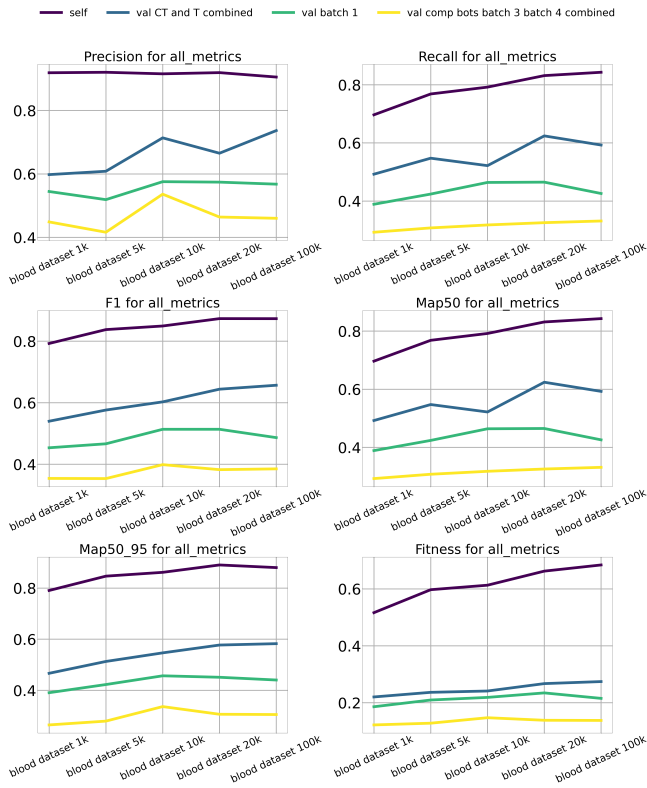 self val CT and T combined val batch 1 val comp bots batch 3 batch 4 combined
Precision for all_metrics
0.8
0.6
0.4
blood dataset 1k blood dataset 5k blood dataset 10k blood dataset 20k blood dataset 100k
Recall for all_metrics
0.8
0.6
0.4
blood dataset 1k blood dataset 5k blood dataset 10k blood dataset 20k blood dataset 100k
F1 for all_metrics
0.8
0.6
0.4
blood dataset 1k blood dataset 5k blood dataset 10k blood dataset 20k blood dataset 100k
Map50 for all_metrics
0.8
0.6
0.4
blood dataset 1k blood dataset 5k blood dataset 10k blood dataset 20k blood dataset 100k
Map50_95 for all_metrics
0.8
0.6
0.4
blood dataset 1k blood dataset 5k blood dataset 10k blood dataset 20k blood dataset 100k
Fitness for all_metrics
0.6
0.4
0.2
blood dataset 1k blood dataset 5k blood dataset 10k blood dataset 20k blood dataset 100k